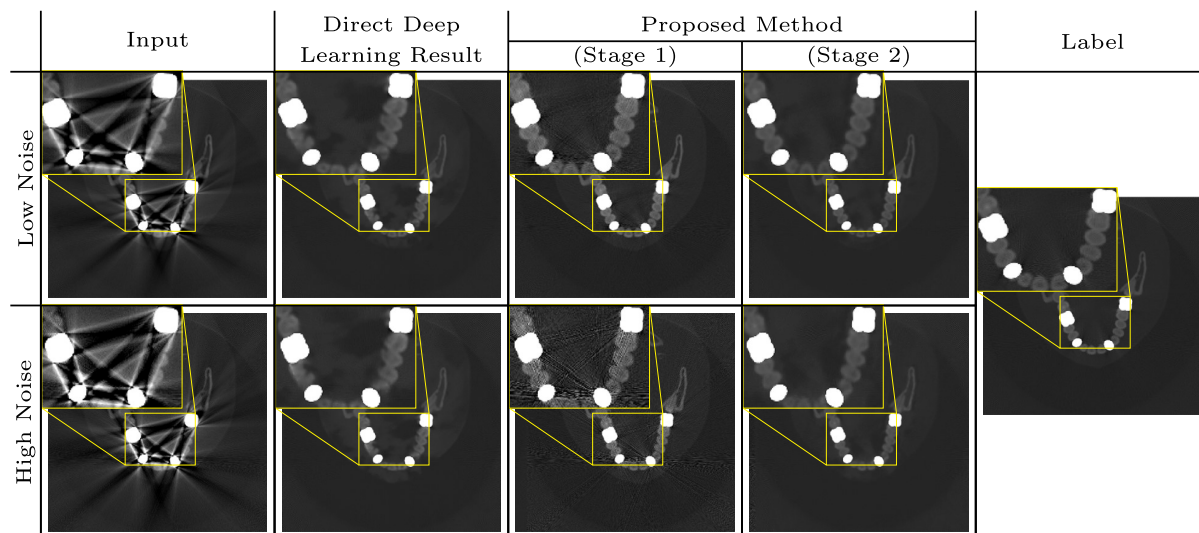 Input
Direct Deep
Learning Result
Proposed Method
(Stage 1)
(Stage 2)
Label
Low Noise
High Noise